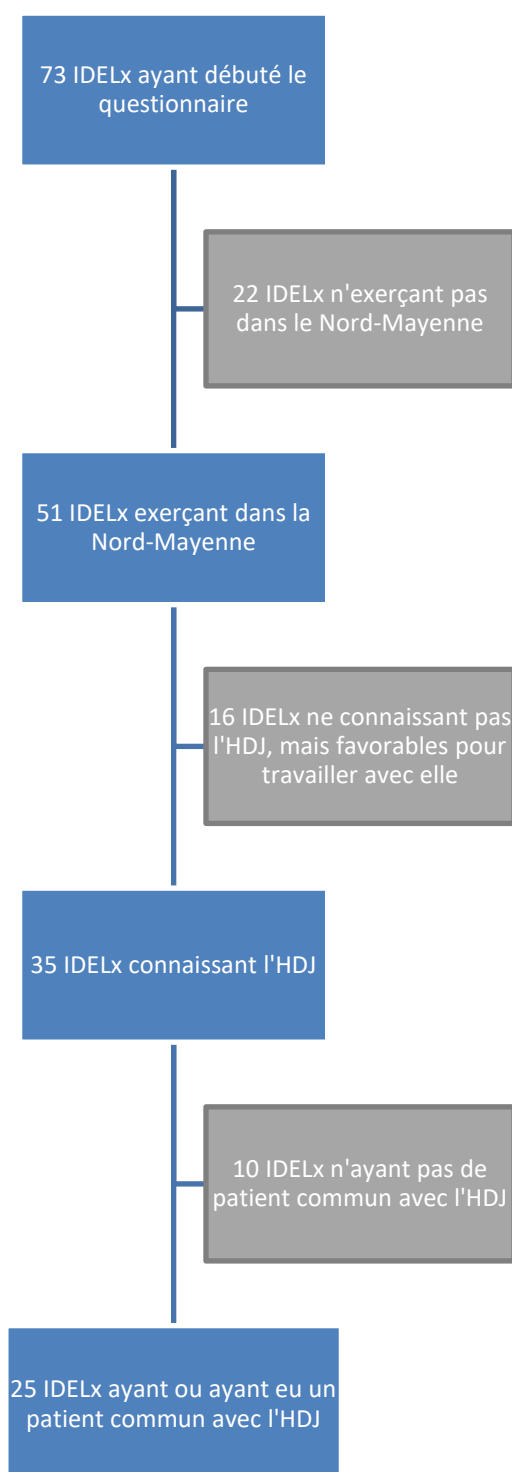 73 IDELx ayant débuté le
questionnaire
22 IDELx n'exerçant pas
dans le Nord-Mayenne
51 IDELx exerçant dans la
Nord-Mayenne
16 IDELx ne connaissant pas
l'HDJ, mais favorables pour
travailler avec elle
35 IDELx connaissant l'HDJ
10 IDELx n'ayant pas de
patient commun avec l'HDJ
25 IDELx ayant ou ayant eu un
patient commun avec l'HDJ